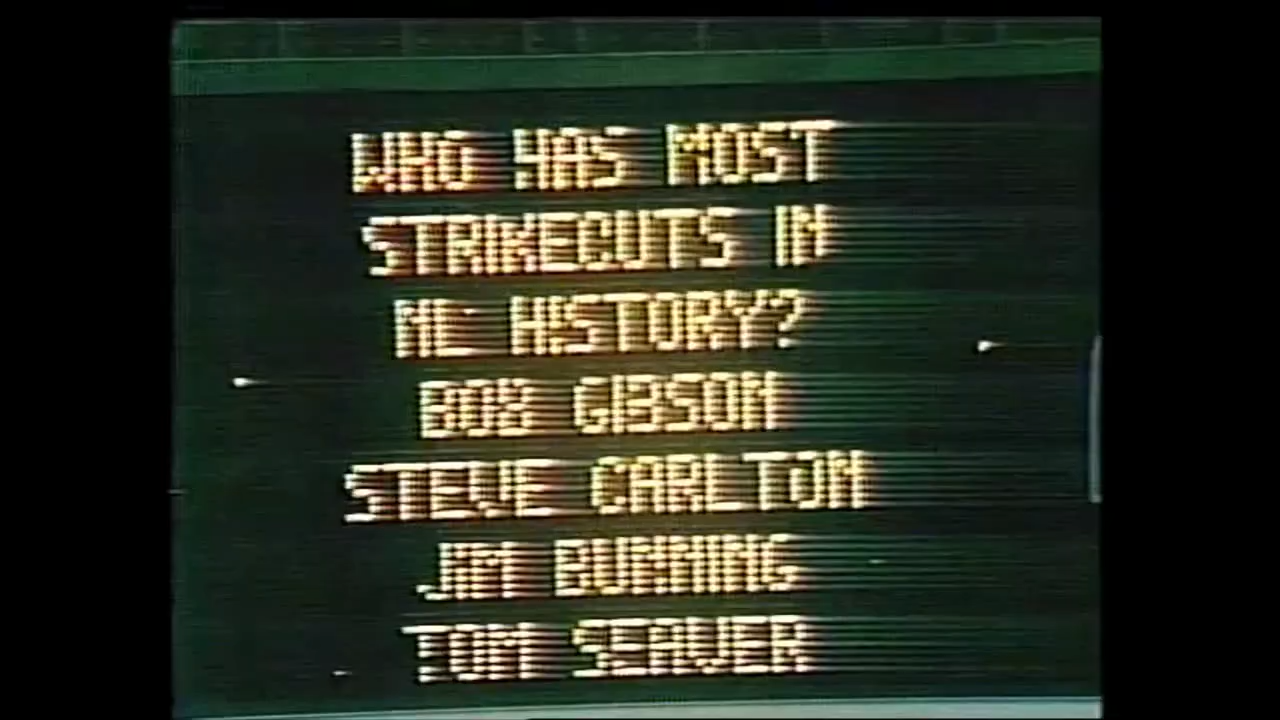 WHO HAS MOST
STRIKEOUTS IN
NL HISTORY?
BOB GIBSON
STEVE CARLTON
JIM BUNNING
TOM SEAVER